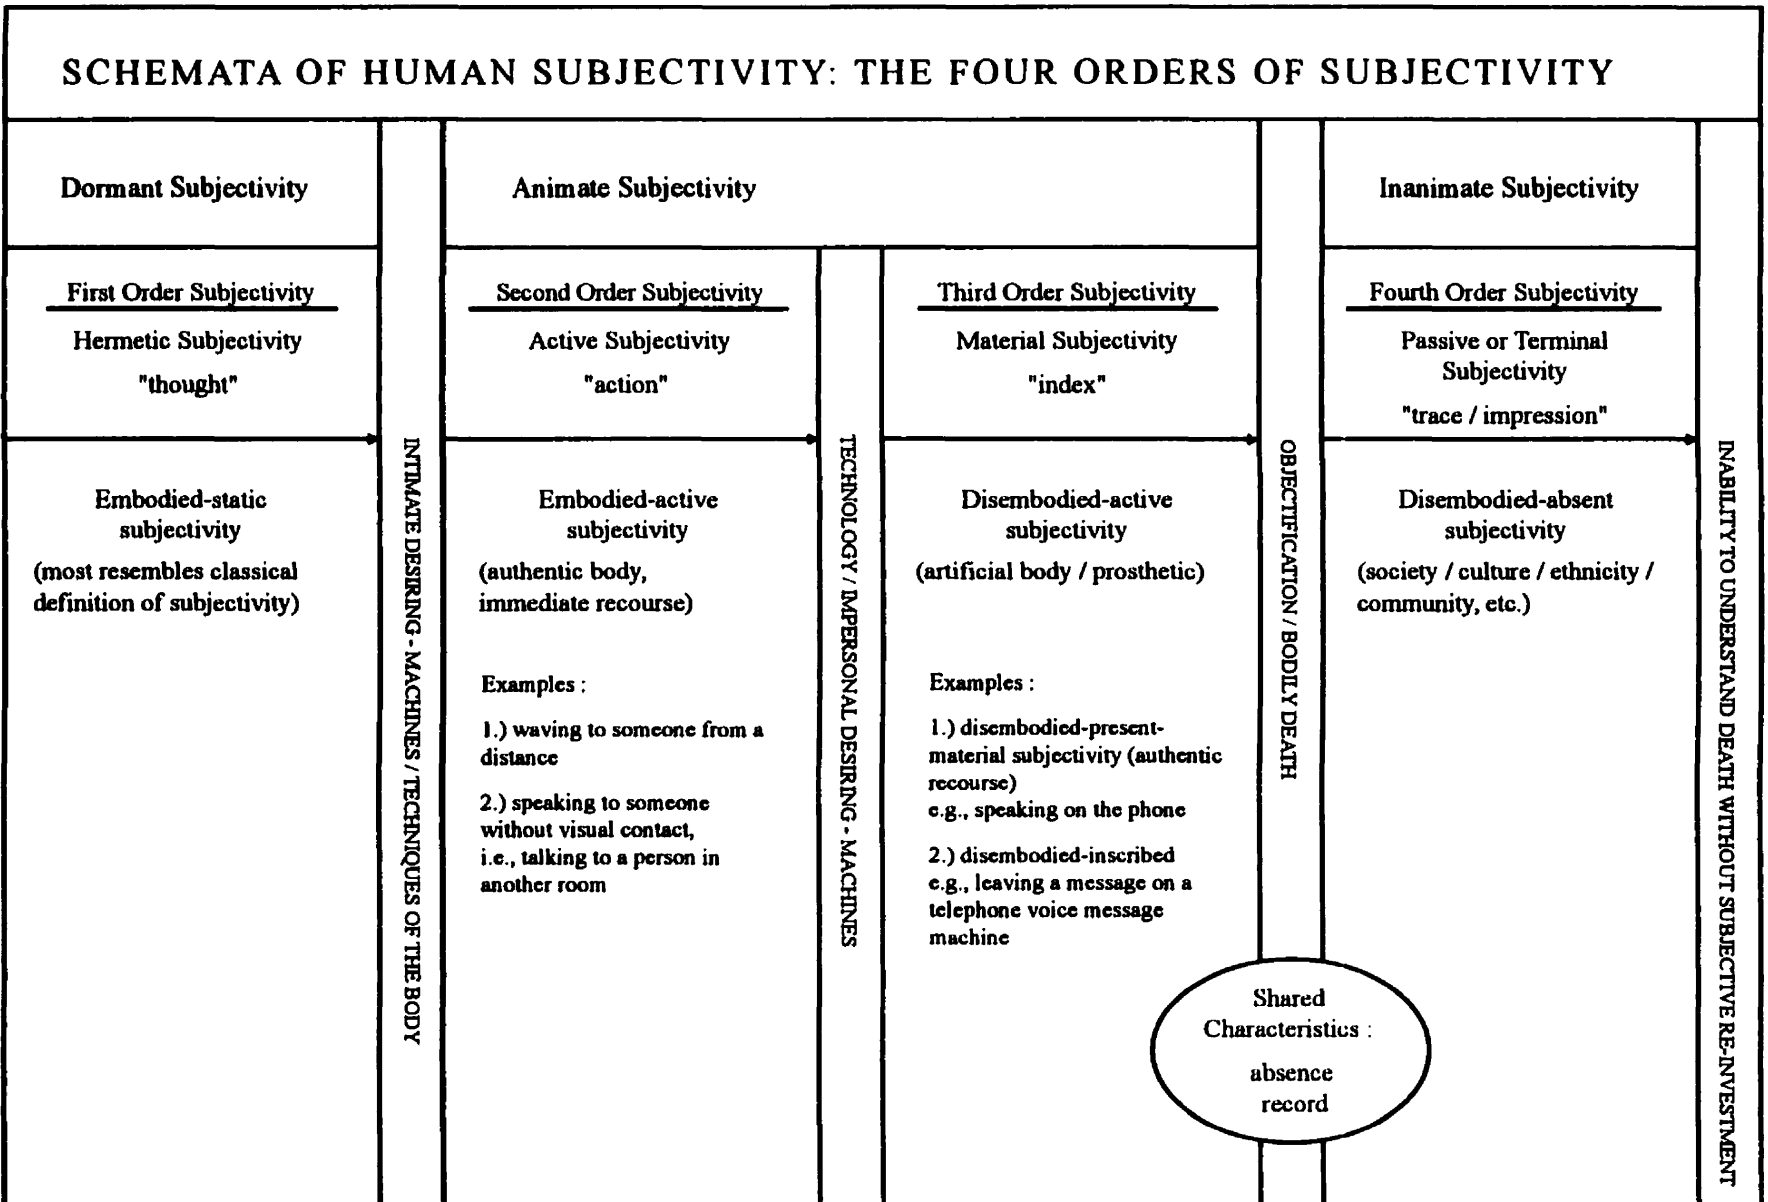 SCHEMATA OF HUMAN SUBJECTIVITY: THE FOUR ORDERS OF SUBJECTIVITY
Dormant Subjectivity
First Order Subjectivity
Hermetic Subjectivity
"thought"
Embodied-static
subjectivity
(most resembles classical
definition of subjectivity)
INTIMATE DESIRING - MACHINES / TECHNIQUES OF THE BODY
Animate Subjectivity
Second Order Subjectivity
Active Subjectivity
"action"
Embodied-active
subjectivity
(authentic body,
immediate recourse)
Examples :
1.) waving to someone from a
distance
2.) speaking to someone
without visual contact,
i.e., talking to a person in
another room
TECHNOLOGY / IMPERSONAL DESIRING - MACHINES
Third Order Subjectivity
Material Subjectivity
"index"
Disembodied-active
subjectivity
(artificial body / prosthetic)
Examples :
1.) disembodied-present-
material subjectivity (authentic
recourse)
e.g., speaking on the phone
2.) disembodied-inscribed
e.g., leaving a message on a
telephone voice message
machine
OBJECTIFICATION / BODILY DEATH
Shared
Characteristics :
absence
record
Inanimate Subjectivity
Fourth Order Subjectivity
Passive or Terminal
Subjectivity
"trace / impression"
Disembodied-absent
subjectivity
(society / culture / ethnicity /
community, etc.)
INABILITY TO UNDERSTAND DEATH WITHOUT SUBJECTIVE RE-INVESTMENT